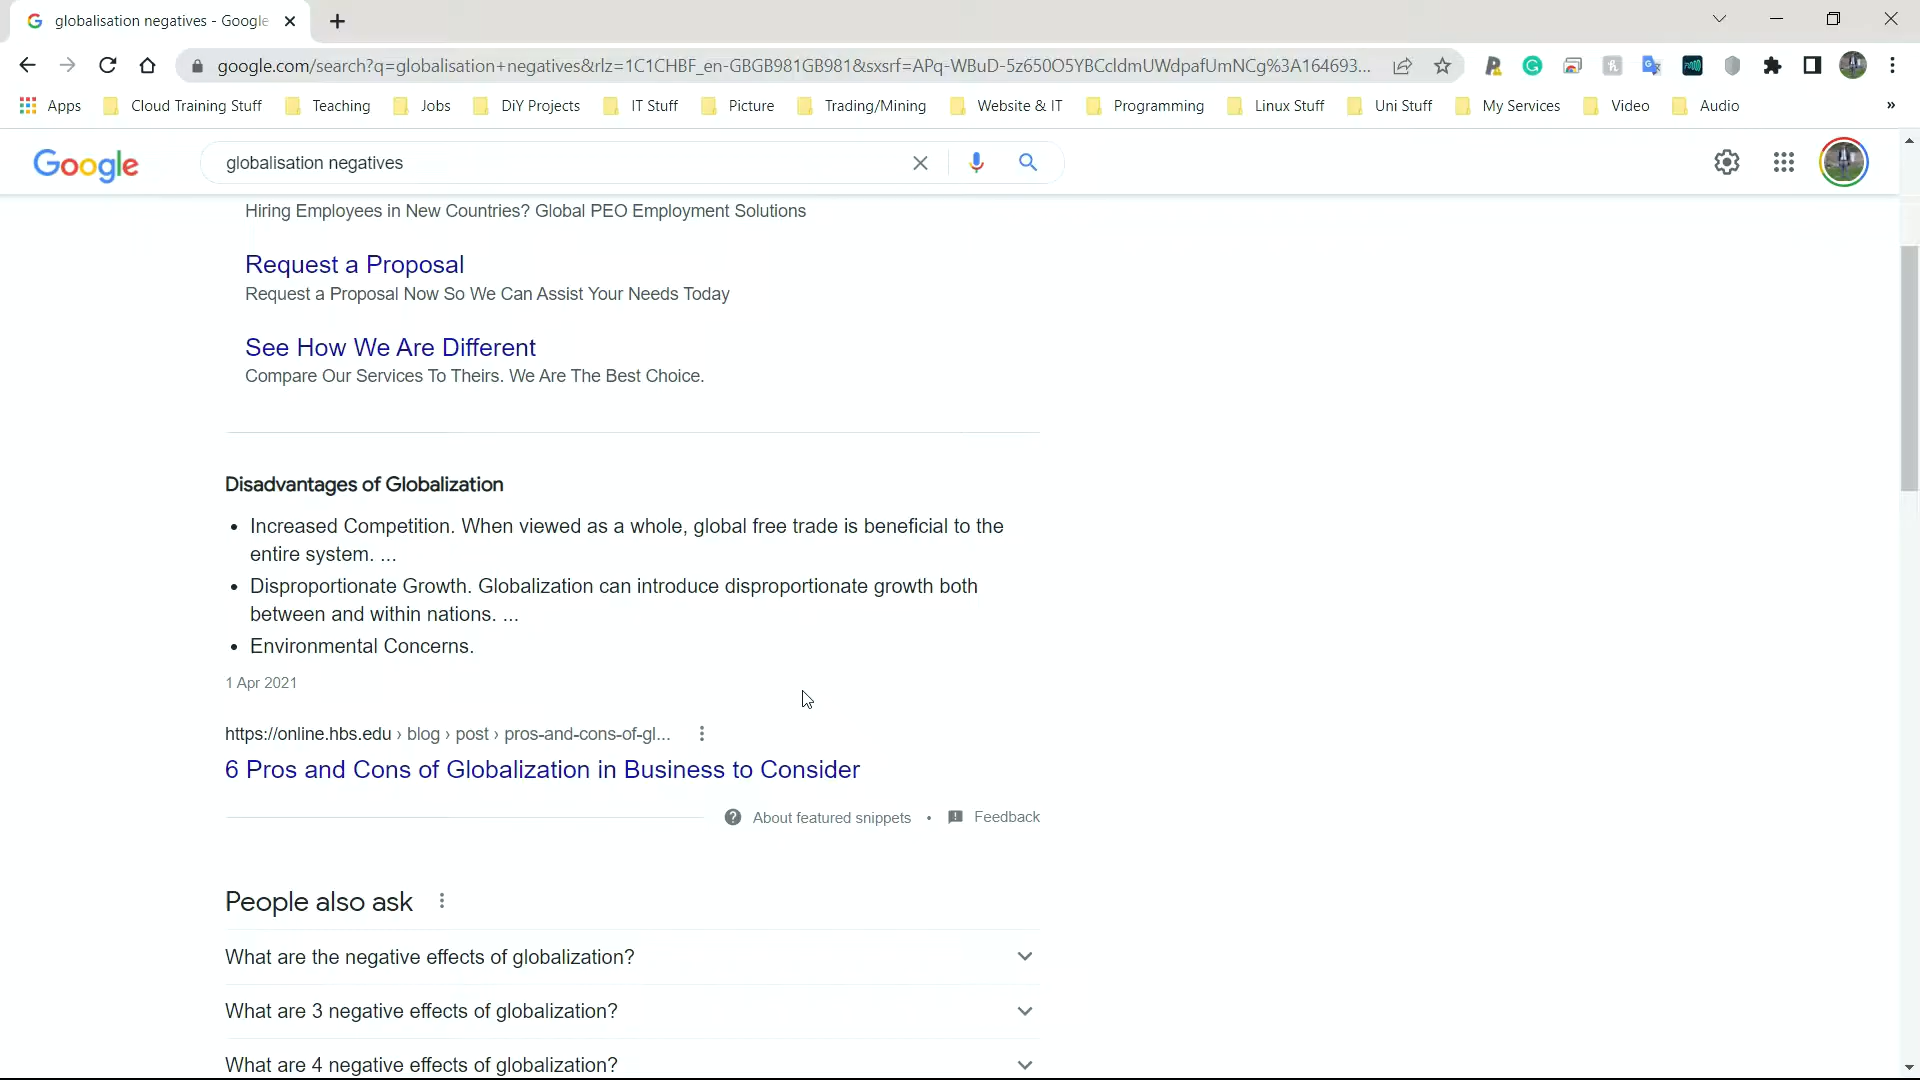 globalisation negatives - Google
google.com/search?q=globalisation+negatives&rlz=1C1CHBF_en-GBGB981GB981&sxsrf=APq-WBuD-5z650O5YBCcldmUWdpafUmNCg%3A164693...
Apps Cloud Training Stuff Teaching Jobs DiY Projects IT Stuff Picture Trading/Mining Website & IT Programming Linux Stuff Uni Stuff My Services Video Audio »
Google globalisation negatives
Hiring Employees in New Countries? Global PEO Employment Solutions
Request a Proposal
Request a Proposal Now So We Can Assist Your Needs Today
See How We Are Different
Compare Our Services To Theirs. We Are The Best Choice.
Disadvantages of Globalization
• Increased Competition. When viewed as a whole, global free trade is beneficial to the
entire system. ...
• Disproportionate Growth. Globalization can introduce disproportionate growth both
between and within nations. ...
• Environmental Concerns.
1 Apr 2021
https://online.hbs.edu › blog › post › pros-and-cons-of-gl...
6 Pros and Cons of Globalization in Business to Consider
About featured snippets • Feedback
People also ask
What are the negative effects of globalization?
What are 3 negative effects of globalization?
What are 4 negative effects of globalization?